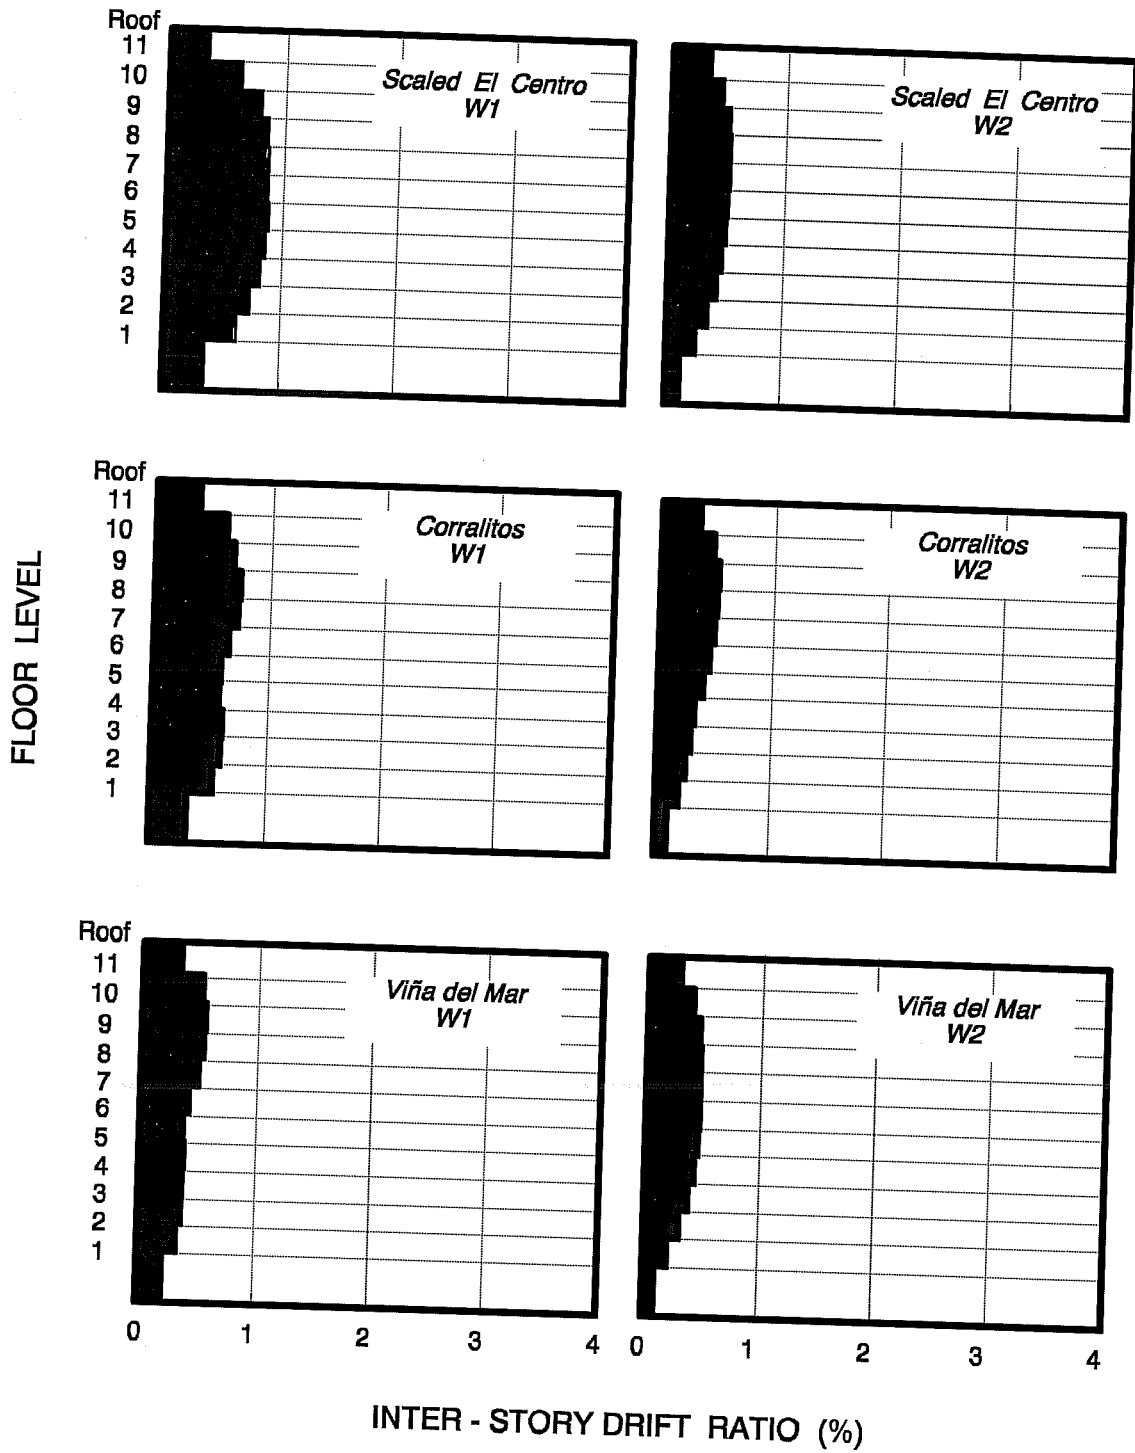 Roof
11
10
9
8
7
6
5
4
3
2
1
Scaled El Centro
W1
Scaled El Centro
W2
Roof
11
10
9
8
7
6
5
4
3
2
1
Corralitos
W1
Corralitos
W2
FLOOR LEVEL
Roof
11
10
9
8
7
6
5
4
3
2
1
Viña del Mar
W1
Viña del Mar
W2
0 1 2 3 4
0 1 2 3 4
INTER - STORY DRIFT RATIO (%)